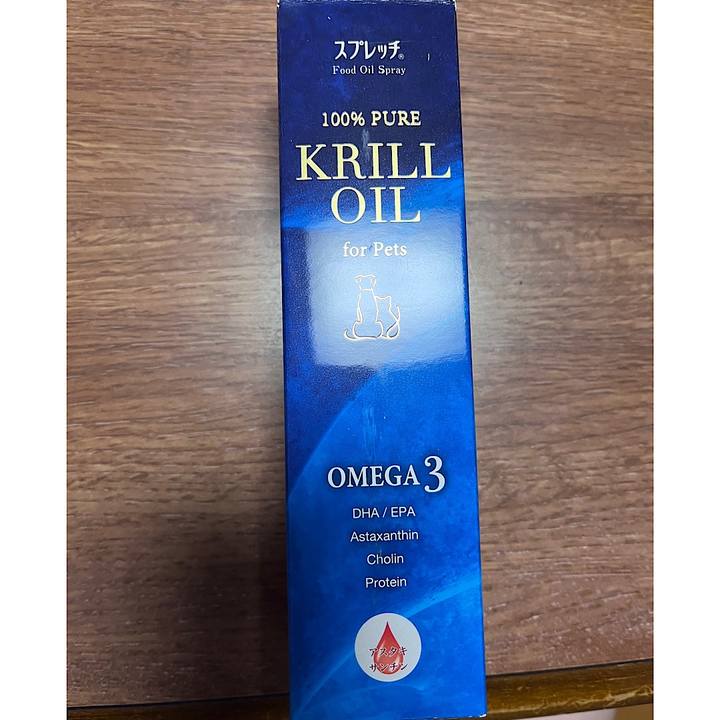 スプレッチ®
Food Oil Spray
100% PURE
KRILL
OIL
for Pets
OMEGA 3
DHA / EPA
Astaxanthin
Cholin
Protein
アスタキ
サンチン